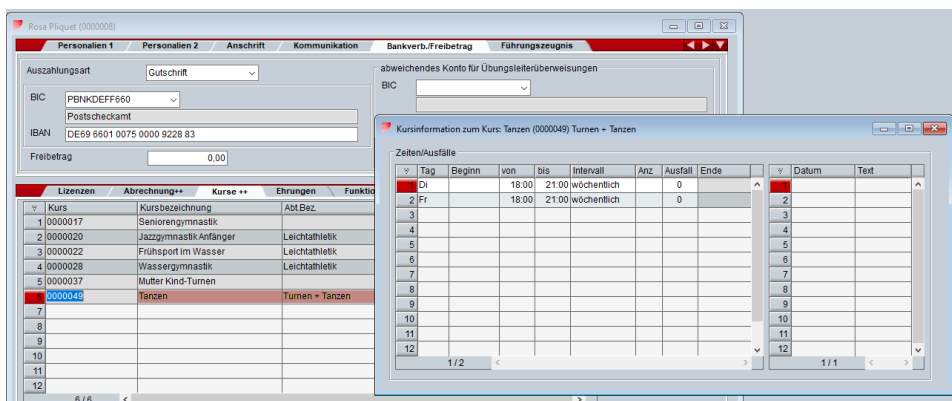 Rosa Pliquet (0000008)
Personalien 1 Personalien 2 Anschrift Kommunikation Bankverb./Freibetrag Führungszeugnis
Auszahlungsart Gutschrift
abweichendes Konto für Übungsleiterüberweisungen
BIC PBNKDEFF660
BIC
Postscheckamt
IBAN DE69 6601 0075 0000 9228 83
Freibetrag 0,00
Lizenzen Abrechnung++ Kurse ++ Ehrungen Funktio
Kurs Kursbezeichnung Abt.Bez.
1 0000017 Seniorengymnastik
2 0000020 Jazzgymnastik Anfänger Leichtathletik
3 0000022 Frühsport im Wasser Leichtathletik
4 0000028 Wassergymnastik Leichtathletik
5 0000037 Mutter Kind-Turnen
6 0000049 Tanzen Turnen + Tanzen
7
8
9
10
11
12
6 / 6
Kursinformation zum Kurs: Tanzen (0000049) Turnen + Tanzen
Zeiten/Ausfälle
Tag Beginn von bis Intervall Anz Ausfall Ende
1 Di 18:00 21:00 wöchentlich 0
2 Fr 18:00 21:00 wöchentlich 0
3
4
5
6
7
8
9
10
11
12
1 / 2
Datum Text
1
2
3
4
5
6
7
8
9
10
11
12
1 / 1